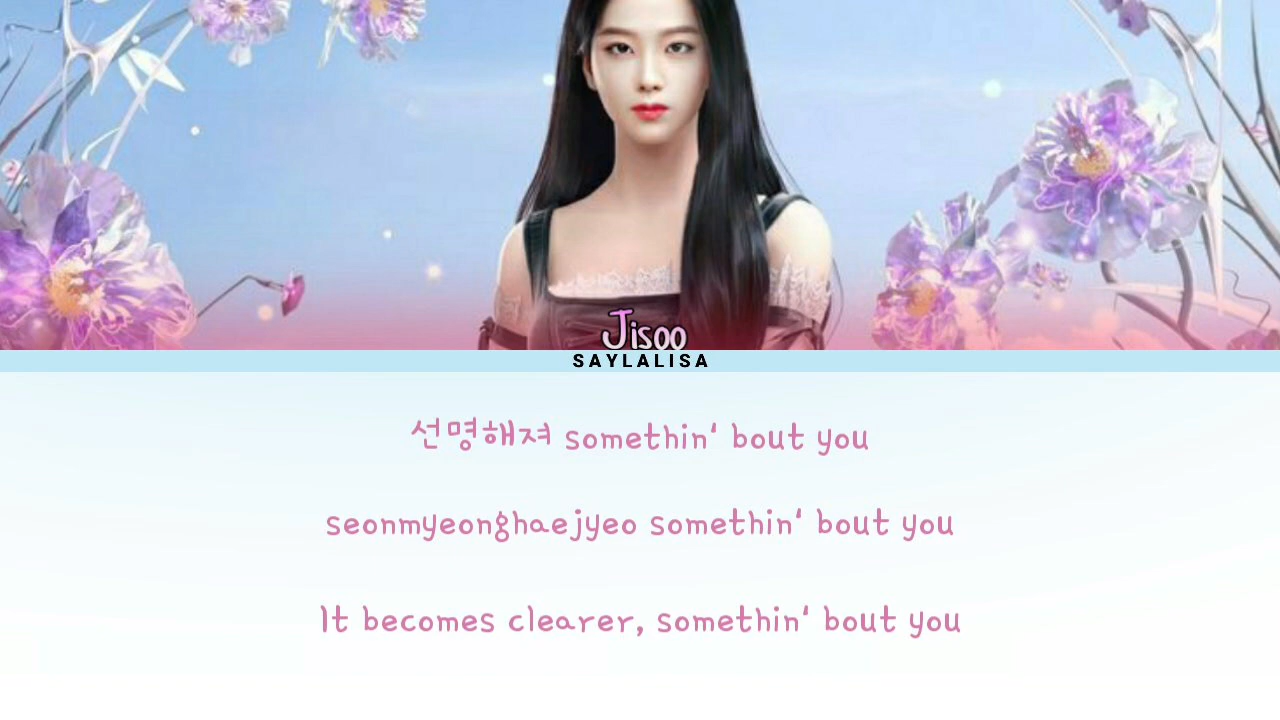 Jisoo
SAYLALISA
선명해져 somethin' bout you
seonmyeonghaejyeo somethin' bout you
It becomes clearer, somethin' bout you